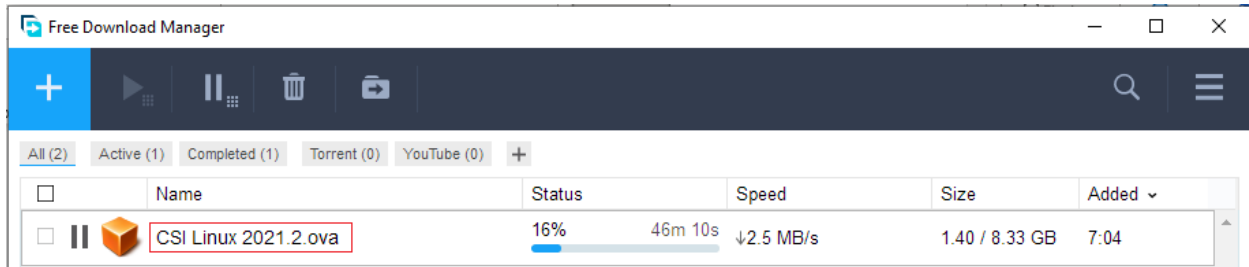 Free Download Manager
All (2) Active (1) Completed (1) Torrent (0) YouTube (0)
Name Status Speed Size Added
CSI Linux 2021.2.ova 16% 46m 10s ↓2.5 MB/s 1.40 / 8.33 GB 7:04